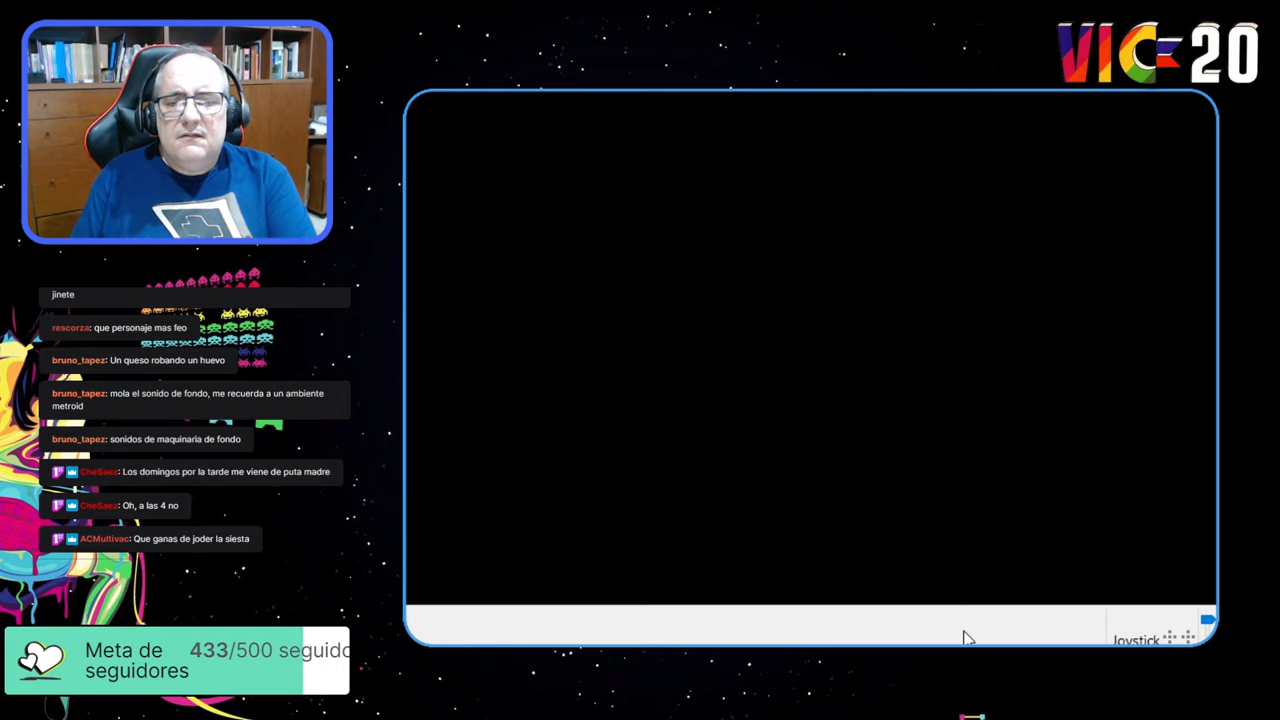 VIC-20
jinete
rescorza: que personaje mas feo
bruno_tapez: Un queso robando un huevo
bruno_tapez: mola el sonido de fondo, me recuerda a un ambiente
metroid
bruno_tapez: sonidos de maquinaria de fondo
CheSaez: Los domingos por la tarde me viene de puta madre
CheSaez: Oh, a las 4 no
ACMultivac: Que ganas de joder la siesta
Meta de
seguidores
433/500 seguido
Joystick